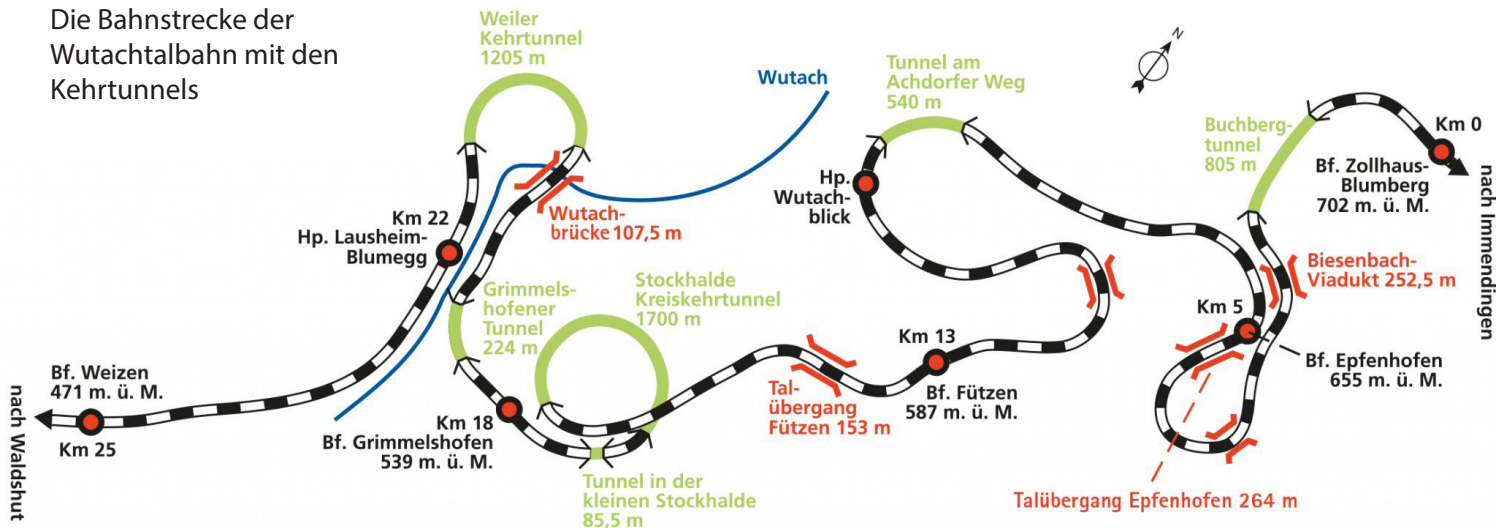 Die Bahnstrecke der
Wutachtalbahn mit den
Kehrtunnels
Weiler
Kehrtunnel
1205 m
Wutach
Tunnel am
Achdorfer Weg
540 m
N
Buchberg-
tunnel
805 m
Km 0
Bf. Zollhaus-
Blumberg
702 m. ü. M.
nach Immendingen
Hp.
Wutach-
blick
Km 22
Hp. Lausheim-
Blumegg
Wutach-
brücke 107,5 m
Biesenbach-
Viadukt 252,5 m
Grimmels-
hofener
Tunnel
224 m
Stockhalde
Kreiskehrtunnel
1700 m
Km 5
Bf. Epfenhofen
655 m. ü. M.
Km 13
Bf. Fützen
587 m. ü. M.
Tal-
übergang
Fützen 153 m
Bf. Weizen
471 m. ü. M.
Km 25
nach Waldshut
Km 18
Bf. Grimmelshofen
539 m. ü. M.
Tunnel in der
kleinen Stockhalde
85,5 m
Talübergang Epfenhofen 264 m